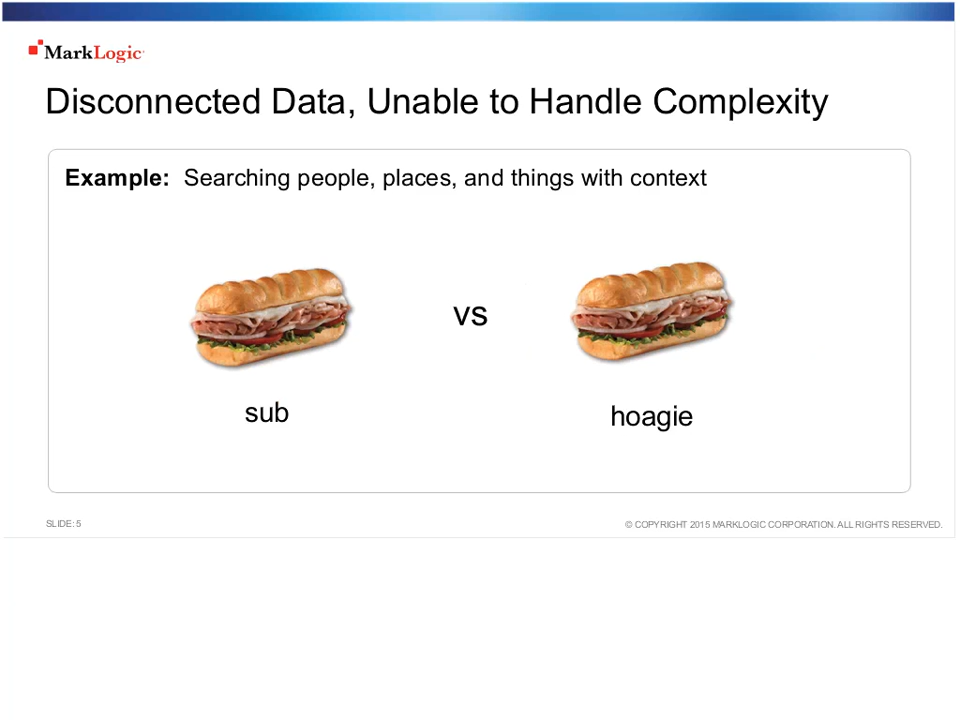 MarkLogic
Disconnected Data, Unable to Handle Complexity
Example: Searching people, places, and things with context
vs
sub
hoagie
SLIDE: 5
© COPYRIGHT 2015 MARKLOGIC CORPORATION. ALL RIGHTS RESERVED.